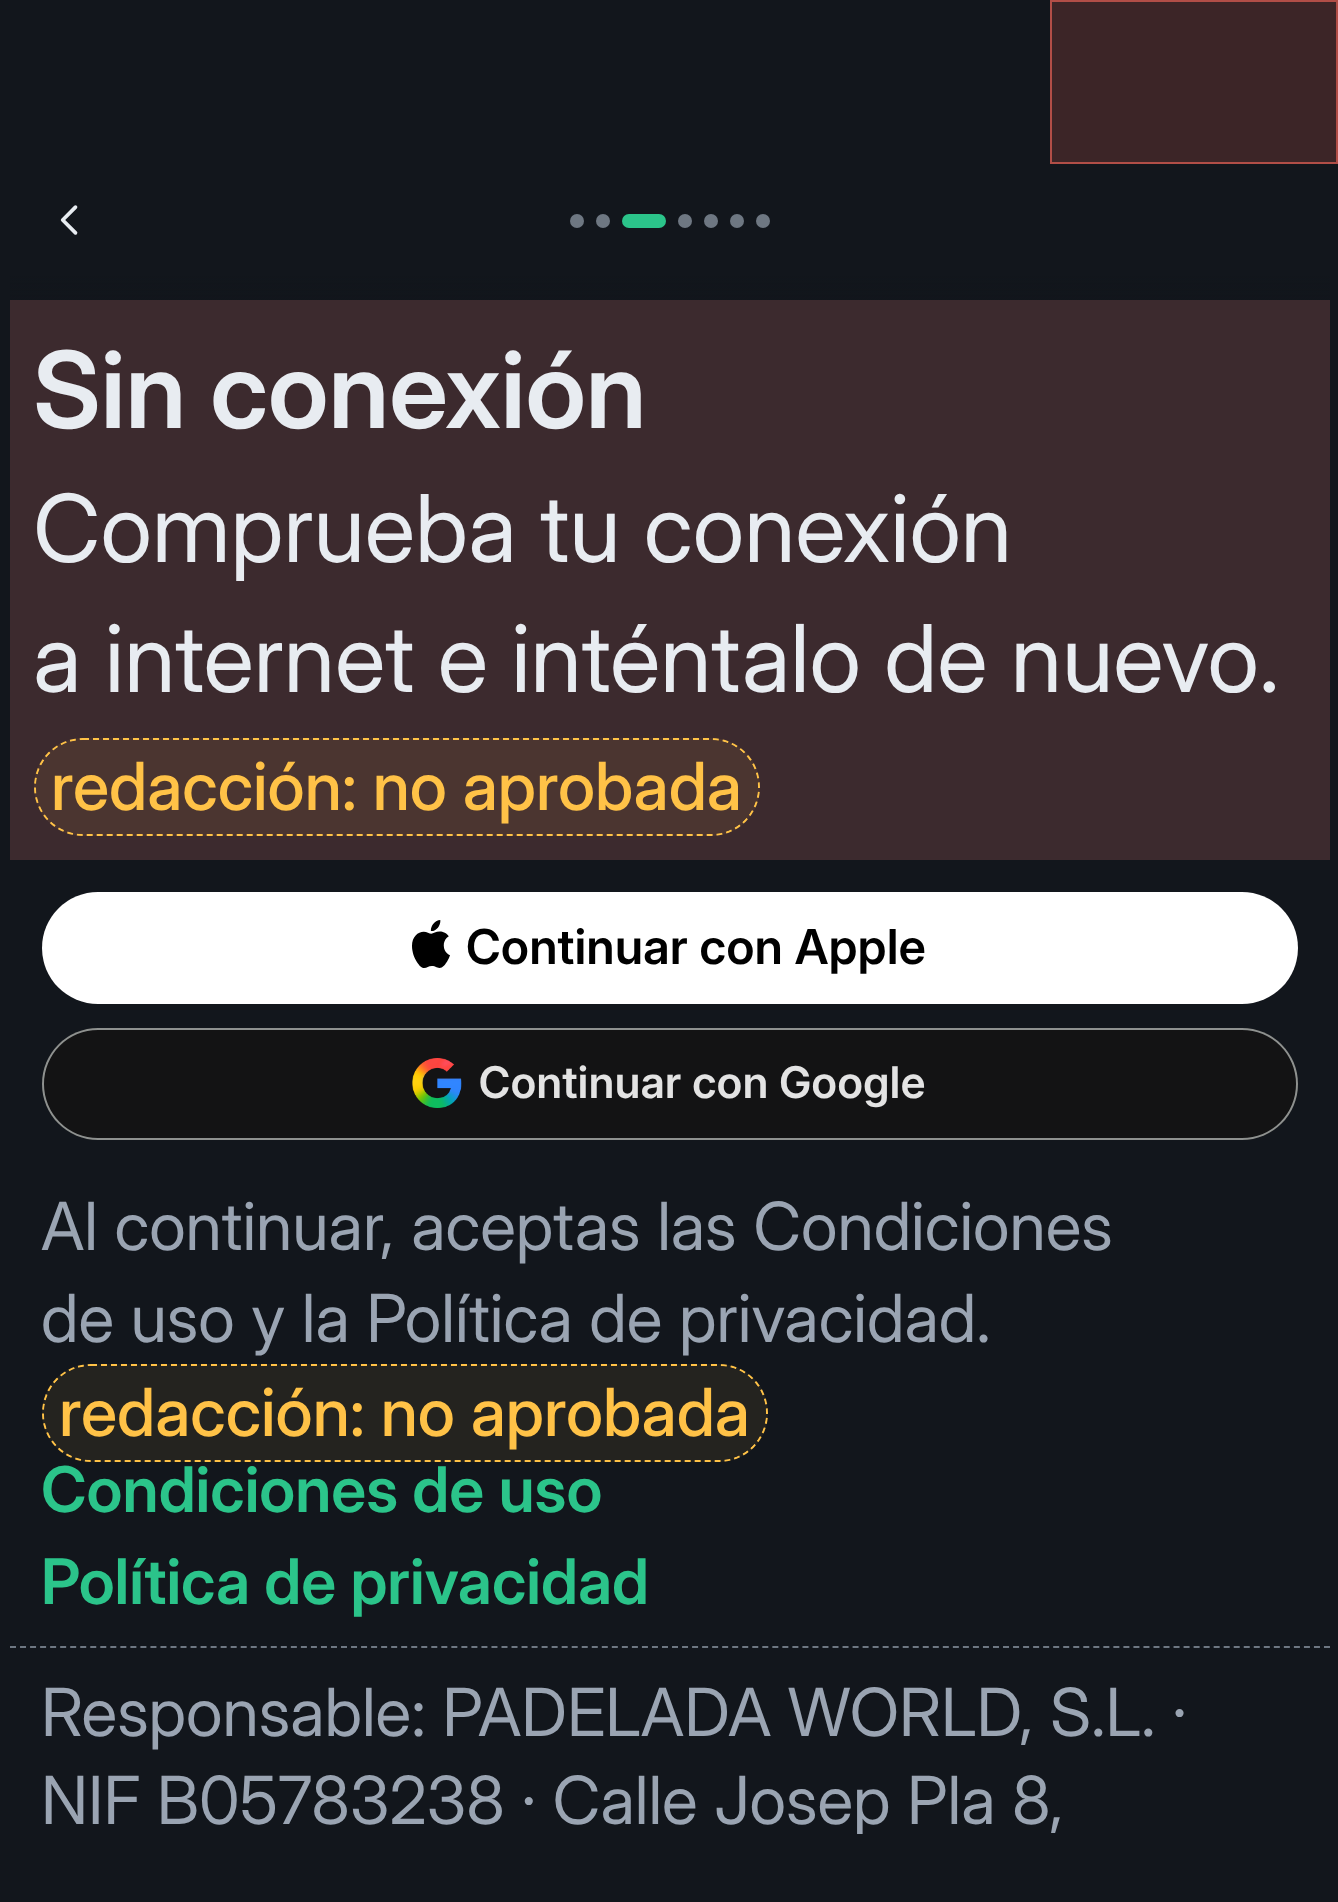 Sin conexión
Comprueba tu conexión
a internet e inténtalo de nuevo.
redacción: no aprobada
Continuar con Apple
Continuar con Google
Al continuar, aceptas las Condiciones
de uso y la Política de privacidad.
redacción: no aprobada
Condiciones de uso
Política de privacidad
Responsable: PADELADA WORLD, S.L. ·
NIF B05783238 · Calle Josep Pla 8,